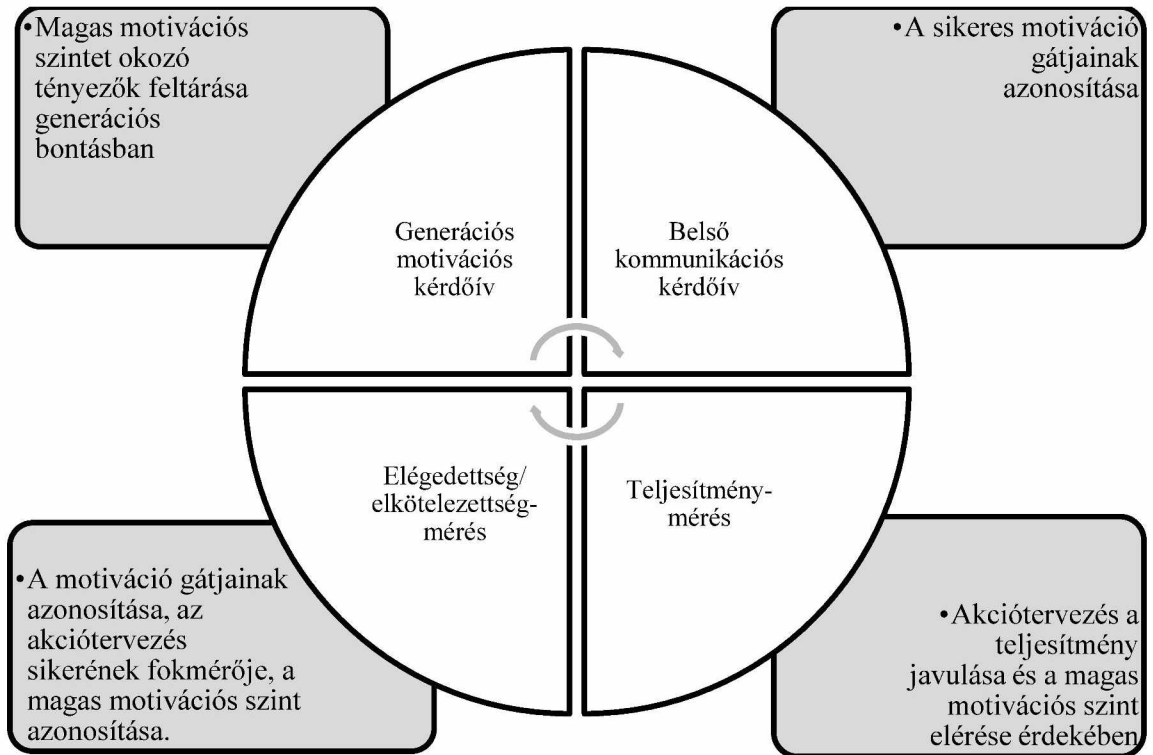 •Magas motivációs
szintet okozó
tényezők feltárása
generációs
bontásban
•A sikeres motiváció
gátjainak
azonosítása
Generációs
motivációs
kérdőív
Belső
kommunikációs
kérdőív
Elégedettség/
elkötelezettség-
mérés
Teljesítmény-
mérés
•A motiváció gátjainak
azonosítása, az
akciótervezés
sikerének fokmérője, a
magas motivációs szint
azonosítása.
•Akciótervezés a
teljesítmény
javulása és a magas
motivációs szint
elérése érdekében